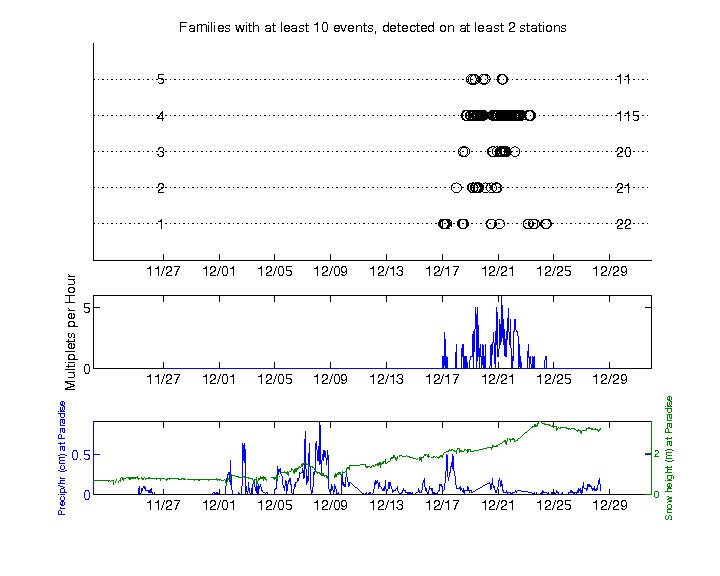 Families with at least 10 events, detected on at least 2 stations
5 11
4 115
3 20
2 21
1 22
11/27 12/01 12/05 12/09 12/13 12/17 12/21 12/25 12/29
Multiplets per Hour
5
0
11/27 12/01 12/05 12/09 12/13 12/17 12/21 12/25 12/29
Precip/hr (cm) at Paradise
0.5
0
Snow height (m) at Paradise
2
0
11/27 12/01 12/05 12/09 12/13 12/17 12/21 12/25 12/29